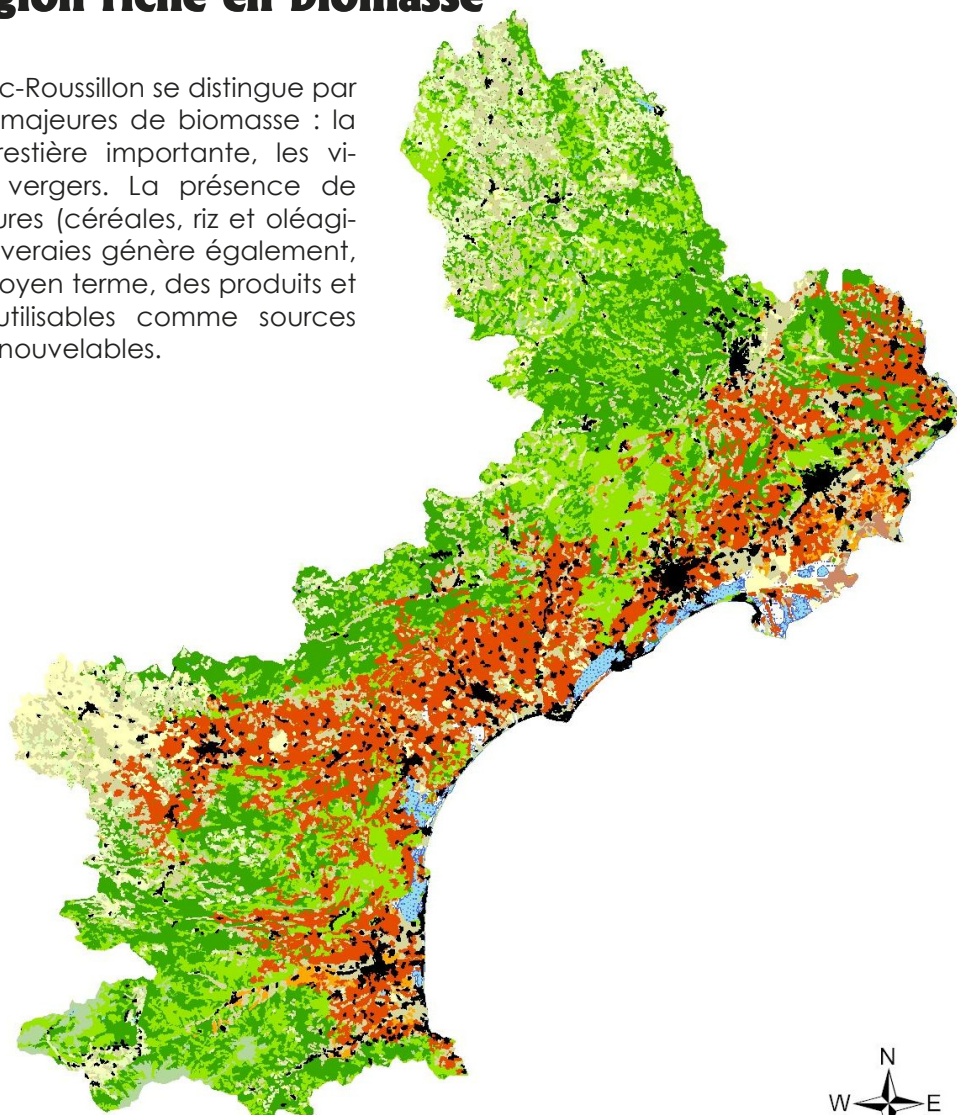 gion riche en biomasse
c-Roussillon se distingue par
majeures de biomasse : la
restière importante, les vi-
vergers. La présence de
ures (céréales, riz et oléagi-
veraies génère également,
oyen terme, des produits et
utilisables comme sources
nouvelables.
N
W E